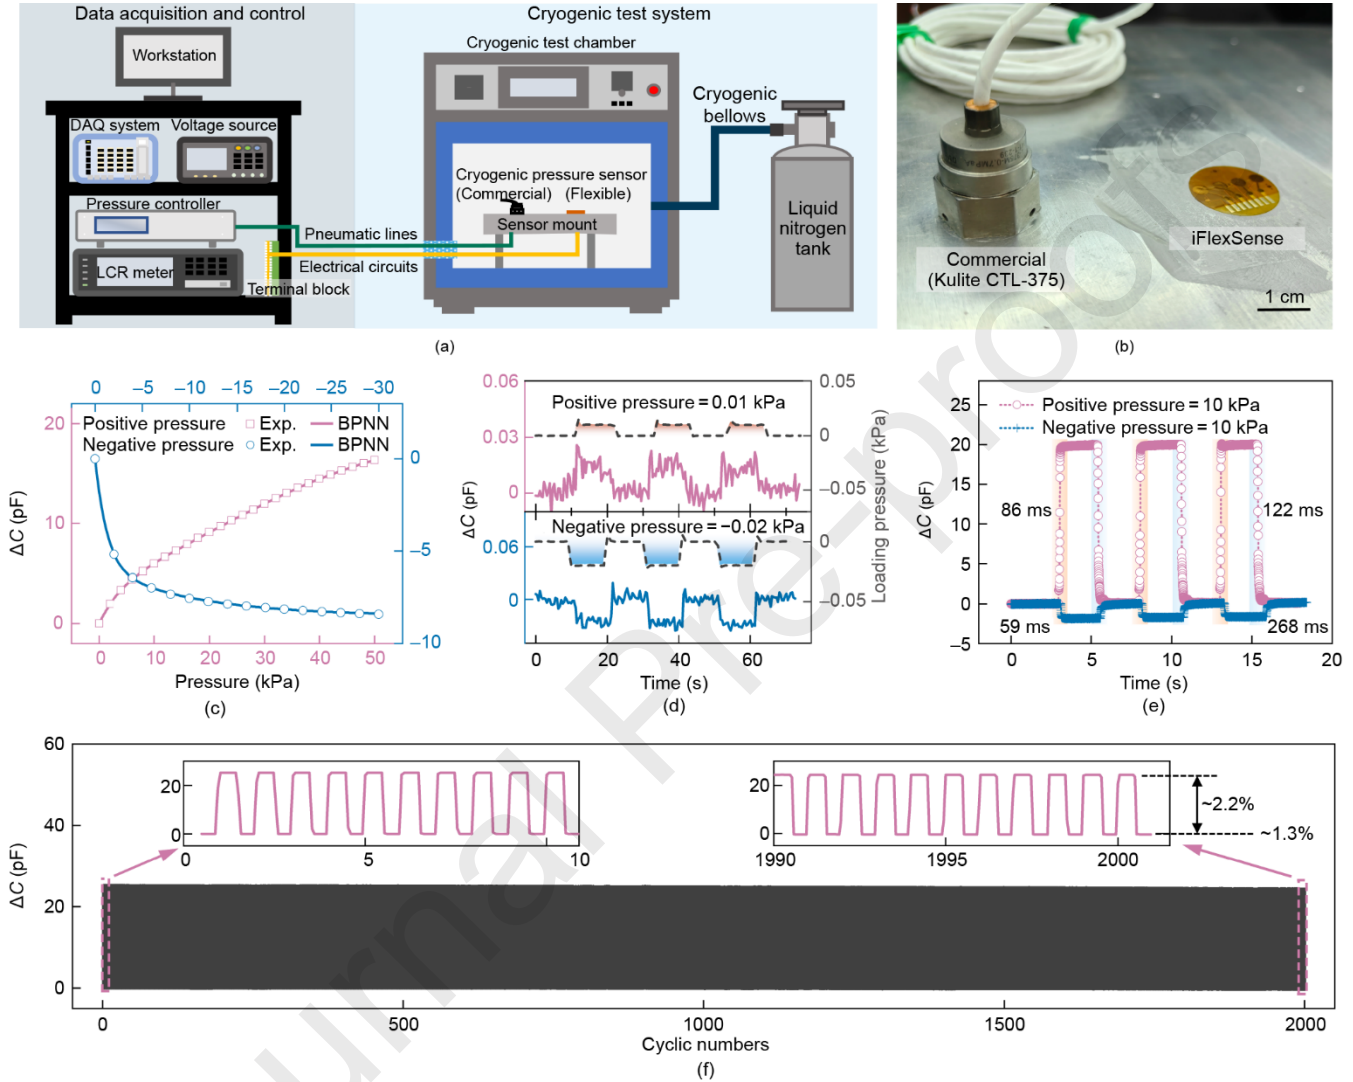 Data acquisition and control
Cryogenic test system
Workstation
DAQ system
Voltage source
Pressure controller
LCR meter
Terminal block
Pneumatic lines
Electrical circuits
Cryogenic test chamber
Cryogenic pressure sensor
(Commercial) (Flexible)
Sensor mount
Cryogenic
bellows
Liquid
nitrogen
tank
(a)
Commercial
(Kulite CTL-375)
iFlexSense
1 cm
(b)
0 –5 –10 –15 –20 –25 –30
Positive pressure Exp. BPNN
Negative pressure Exp. BPNN
20
10
0
ΔC (pF)
0
–5
–10
0 10 20 30 40 50
Pressure (kPa)
(c)
0.06
0.03
0
0.06
0
ΔC (pF)
Positive pressure = 0.01 kPa
Negative pressure = −0.02 kPa
0.05
0
−0.05
0
−0.05
Loading pressure (kPa)
0 20 40 60
Time (s)
(d)
25
20
15
10
5
0
–5
ΔC (pF)
Positive pressure = 10 kPa
Negative pressure = 10 kPa
86 ms
122 ms
59 ms
268 ms
0 5 10 15 20
Time (s)
(e)
60
40
20
0
ΔC (pF)
20
0
0 5 10
20
0
1990 1995 2000
~2.2%
~1.3%
0 500 1000 1500 2000
Cyclic numbers
(f)
Journal Pre-proofs